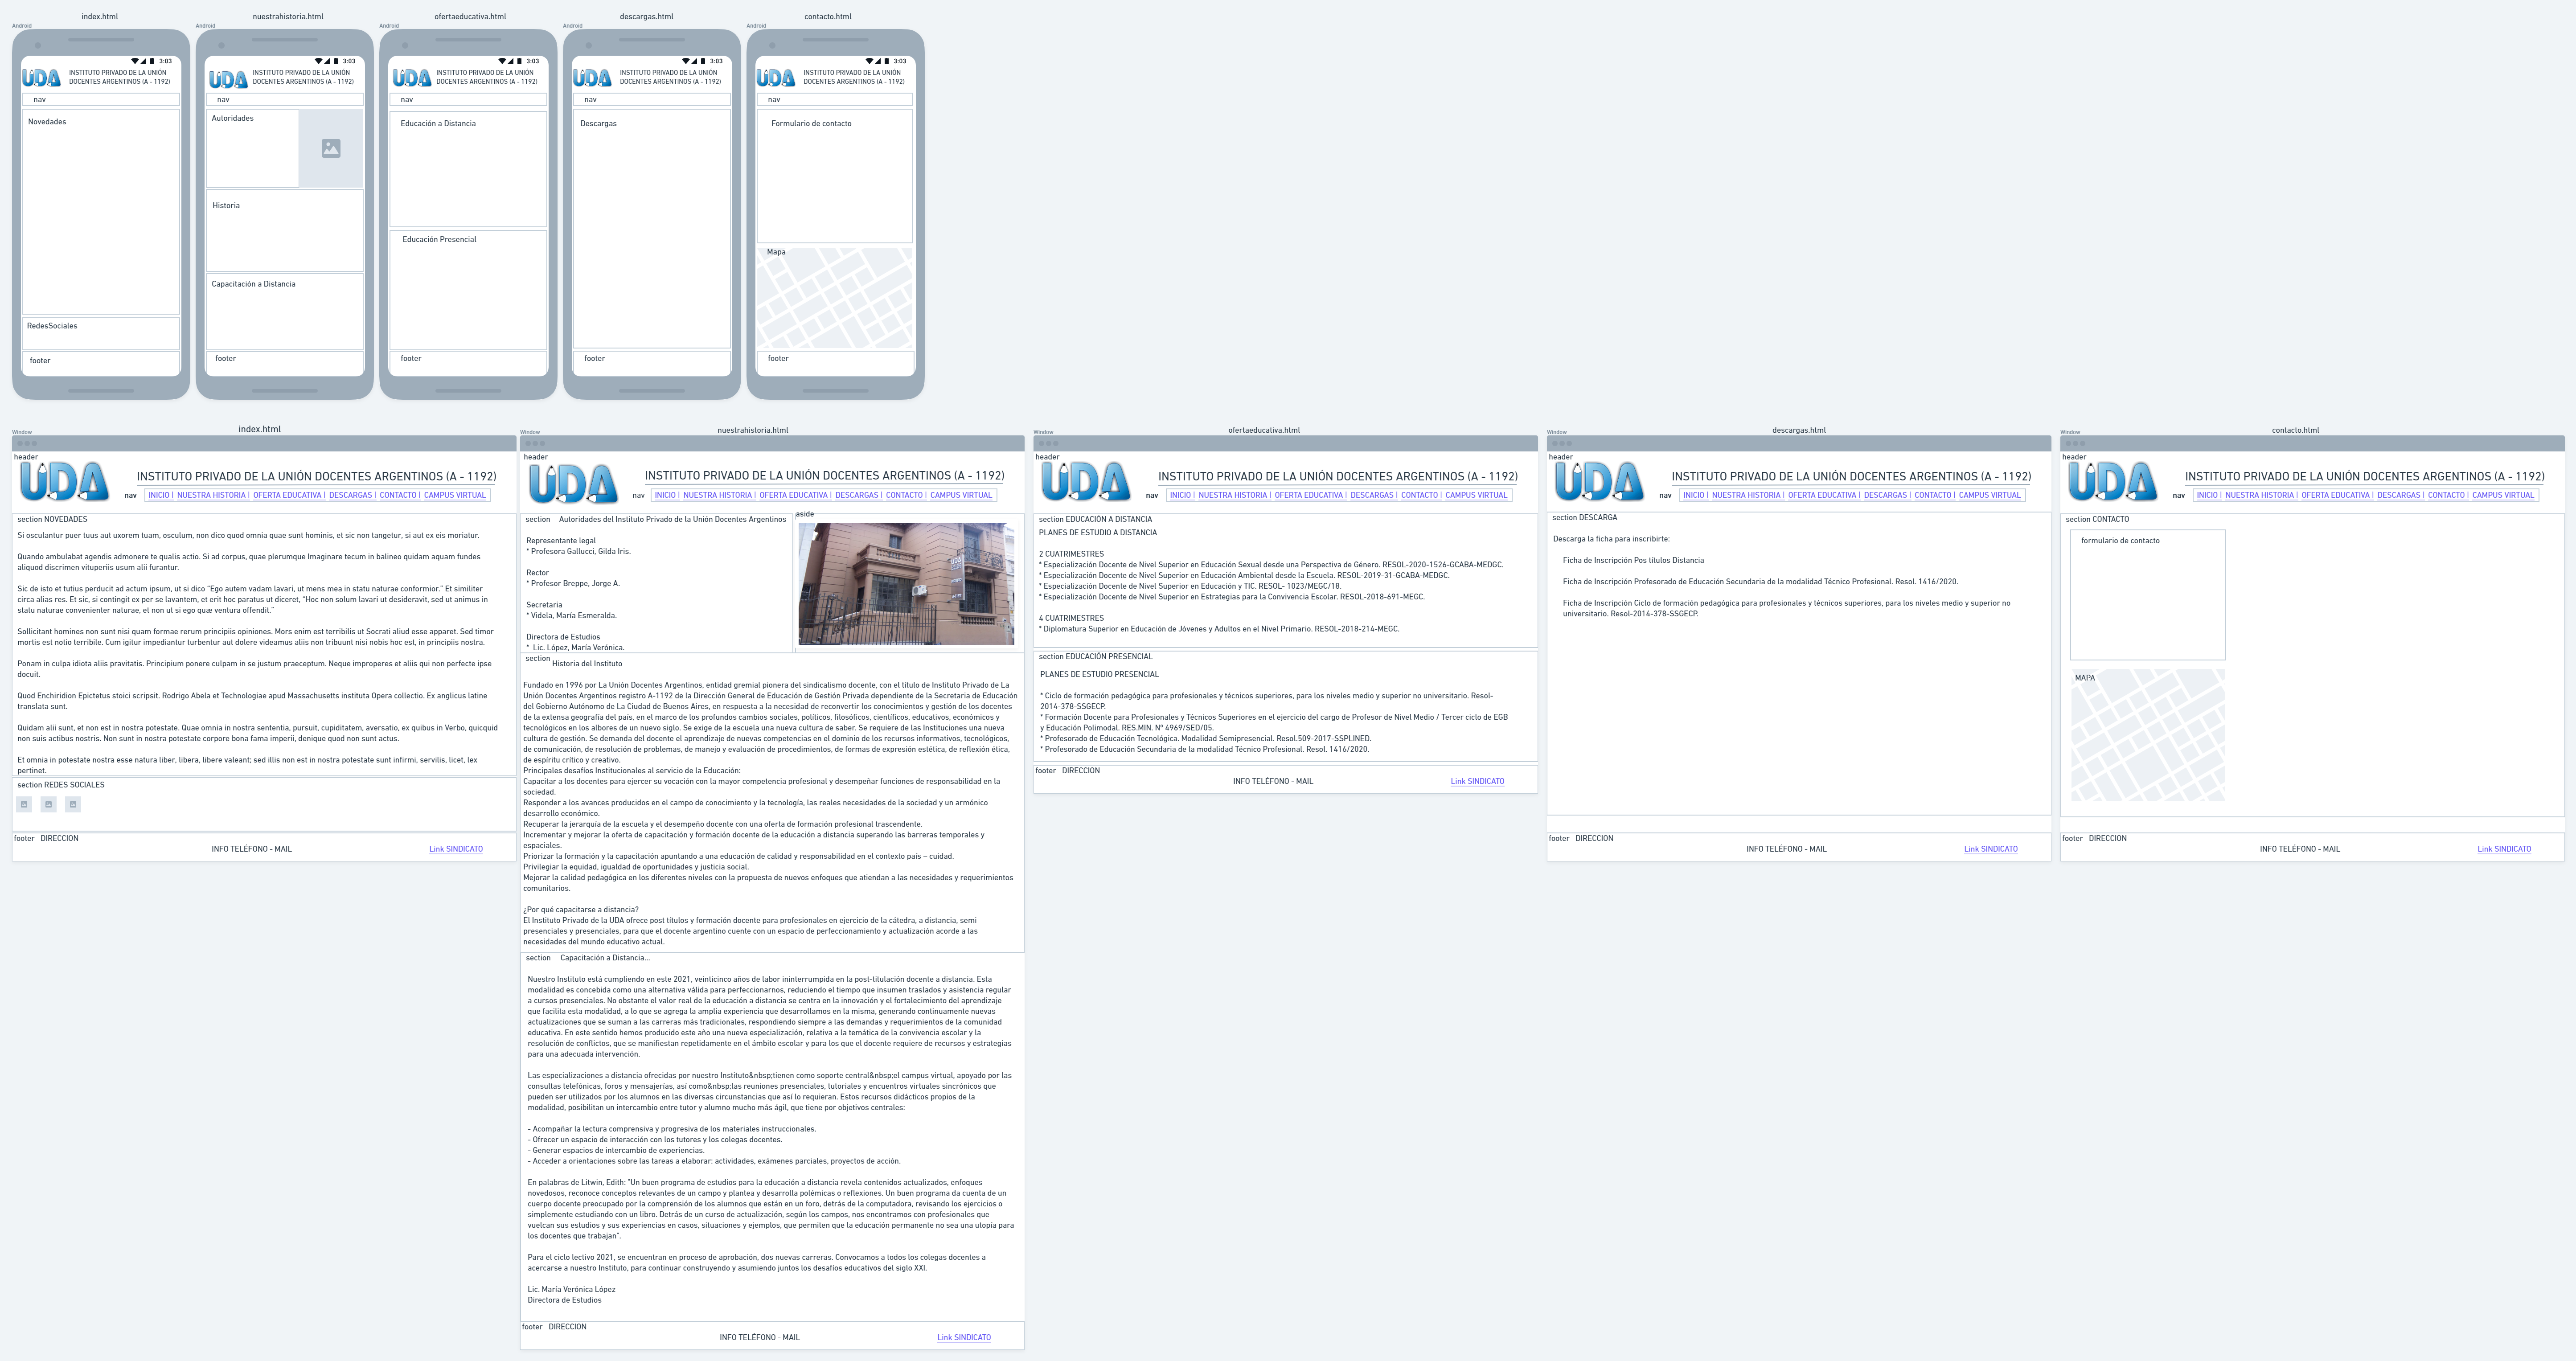 index.html
nuestrahistoria.html
ofertaeducativa.html
descargas.html
contacto.html
Android
Android
Android
Android
Android
3:03
UDA
INSTITUTO PRIVADO DE LA UNIÓN
DOCENTES ARGENTINOS (A - 1192)
nav
Novedades
RedesSociales
footer
3:03
UDA
INSTITUTO PRIVADO DE LA UNIÓN
DOCENTES ARGENTINOS (A - 1192)
nav
Autoridades
Historia
Capacitación a Distancia
footer
3:03
UDA
INSTITUTO PRIVADO DE LA UNIÓN
DOCENTES ARGENTINOS (A - 1192)
nav
Educación a Distancia
Educación Presencial
footer
3:03
UDA
INSTITUTO PRIVADO DE LA UNIÓN
DOCENTES ARGENTINOS (A - 1192)
nav
Descargas
footer
3:03
UDA
INSTITUTO PRIVADO DE LA UNIÓN
DOCENTES ARGENTINOS (A - 1192)
nav
Formulario de contacto
Mapa
footer
Window
index.html
header
UDA
INSTITUTO PRIVADO DE LA UNIÓN DOCENTES ARGENTINOS (A - 1192)
nav INICIO | NUESTRA HISTORIA | OFERTA EDUCATIVA | DESCARGAS | CONTACTO | CAMPUS VIRTUAL
section NOVEDADES
Si osculantur puer tuus aut uxorem tuam, osculum, non dico quod omnia quae sunt hominis, et sic non tangetur, si aut ex eis moriatur.
Quando ambulabat agendis admonere te qualis actio. Si ad corpus, quae plerumque Imaginare tecum in balineo quidam aquam fundes
aliquod discrimen vituperiis usum alii furantur.
Sic de isto et tutius perducit ad actum ipsum, ut si dico "Ego autem vadam lavari, ut mens mea in statu naturae conformior." Et similiter
circa alias res. Et sic, si contingit ex per se lavantem, et erit hoc paratus ut diceret, "Hoc non solum lavari ut desideravit, sed ut animus in
statu naturae convenienter naturae, et non ut si ego quæ ventura offendit."
Sollicitant homines non sunt nisi quam formae rerum principiis opiniones. Mors enim est terribilis ut Socrati aliud esse apparet. Sed timor
mortis est notio terribile. Cum igitur impediantur turbentur aut dolere videamus aliis non tribuunt nisi nobis hoc est, in principiis nostra.
Ponam in culpa idiota aliis pravitatis. Principium ponere culpam in se justum praeceptum. Neque improperes et aliis qui non perfecte ipse
docuit.
Quod Enchiridion Epictetus stoici scripsit. Rodrigo Abela et Technologiae apud Massachusetts instituta Opera collectio. Ex anglicus latine
translata sunt.
Quidam alii sunt, et non est in nostra potestate. Quae omnia in nostra sententia, pursuit, cupiditatem, aversatio, ex quibus in Verbo, quicquid
non suis actibus nostris. Non sunt in nostra potestate corpore bona fama imperii, denique quod non sunt actus.
Et omnia in potestate nostra esse natura liber, libera, libere valeant; sed illis non est in nostra potestate sunt infirmi, servilis, licet, lex
pertinet.
section REDES SOCIALES
footer DIRECCION
INFO TELÉFONO - MAIL
Link SINDICATO
Window
nuestrahistoria.html
header
UDA
INSTITUTO PRIVADO DE LA UNIÓN DOCENTES ARGENTINOS (A - 1192)
nav INICIO | NUESTRA HISTORIA | OFERTA EDUCATIVA | DESCARGAS | CONTACTO | CAMPUS VIRTUAL
section Autoridades del Instituto Privado de la Unión Docentes Argentinos
aside
Representante legal
* Profesora Gallucci, Gilda Iris.
Rector
* Profesor Breppe, Jorge A.
Secretaria
* Videla, María Esmeralda.
Directora de Estudios
* Lic. López, María Verónica.
section
Historia del Instituto
Fundado en 1996 por La Unión Docentes Argentinos, entidad gremial pionera del sindicalismo docente, con el título de Instituto Privado de La
Unión Docentes Argentinos registro A-1192 de la Dirección General de Educación de Gestión Privada dependiente de la Secretaria de Educación
del Gobierno Autónomo de La Ciudad de Buenos Aires, en respuesta a la necesidad de reconvertir los conocimientos y gestión de los docentes
de la extensa geografía del país, en el marco de los profundos cambios sociales, políticos, filosóficos, científicos, educativos, económicos y
tecnológicos en los albores de un nuevo siglo. Se exige de la escuela una nueva cultura de saber. Se requiere de las Instituciones una nueva
cultura de gestión. Se demanda del docente el aprendizaje de nuevas competencias en el dominio de los recursos informativos, tecnológicos,
de comunicación, de resolución de problemas, de manejo y evaluación de procedimientos, de formas de expresión estética, de reflexión ética,
de espíritu crítico y creativo.
Principales desafíos Institucionales al servicio de la Educación:
Capacitar a los docentes para ejercer su vocación con la mayor competencia profesional y desempeñar funciones de responsabilidad en la
sociedad.
Responder a los avances producidos en el campo de conocimiento y la tecnología, las reales necesidades de la sociedad y un armónico
desarrollo económico.
Recuperar la jerarquía de la escuela y el desempeño docente con una oferta de formación profesional trascendente.
Incrementar y mejorar la oferta de capacitación y formación docente de la educación a distancia superando las barreras temporales y
espaciales.
Priorizar la formación y la capacitación apuntando a una educación de calidad y responsabilidad en el contexto país – cuidad.
Privilegiar la equidad, igualdad de oportunidades y justicia social.
Mejorar la calidad pedagógica en los diferentes niveles con la propuesta de nuevos enfoques que atiendan a las necesidades y requerimientos
comunitarios.
¿Por qué capacitarse a distancia?
El Instituto Privado de la UDA ofrece post títulos y formación docente para profesionales en ejercicio de la cátedra, a distancia, semi
presenciales y presenciales, para que el docente argentino cuente con un espacio de perfeccionamiento y actualización acorde a las
necesidades del mundo educativo actual.
section Capacitación a Distancia...
Nuestro Instituto está cumpliendo en este 2021, veinticinco años de labor ininterrumpida en la post-titulación docente a distancia. Esta
modalidad es concebida como una alternativa válida para perfeccionarnos, reduciendo el tiempo que insumen traslados y asistencia regular
a cursos presenciales. No obstante el valor real de la educación a distancia se centra en la innovación y el fortalecimiento del aprendizaje
que facilita esta modalidad, a lo que se agrega la amplia experiencia que desarrollamos en la misma, generando continuamente nuevas
actualizaciones que se suman a las carreras más tradicionales, respondiendo siempre a las demandas y requerimientos de la comunidad
educativa. En este sentido hemos producido este año una nueva especialización, relativa a la temática de la convivencia escolar y la
resolución de conflictos, que se manifiestan repetidamente en el ámbito escolar y para los que el docente requiere de recursos y estrategias
para una adecuada intervención.
Las especializaciones a distancia ofrecidas por nuestro Instituto&nbsp;tienen como soporte central&nbsp;el campus virtual, apoyado por las
consultas telefónicas, foros y mensajerías, así como&nbsp;las reuniones presenciales, tutoriales y encuentros virtuales sincrónicos que
pueden ser utilizados por los alumnos en las diversas circunstancias que así lo requieran. Estos recursos didácticos propios de la
modalidad, posibilitan un intercambio entre tutor y alumno mucho más ágil, que tiene por objetivos centrales:
- Acompañar la lectura comprensiva y progresiva de los materiales instruccionales.
- Ofrecer un espacio de interacción con los tutores y los colegas docentes.
- Generar espacios de intercambio de experiencias.
- Acceder a orientaciones sobre las tareas a elaborar: actividades, exámenes parciales, proyectos de acción.
En palabras de Litwin, Edith: "Un buen programa de estudios para la educación a distancia revela contenidos actualizados, enfoques
novedosos, reconoce conceptos relevantes de un campo y plantea y desarrolla polémicas o reflexiones. Un buen programa da cuenta de un
cuerpo docente preocupado por la comprensión de los alumnos que están en un foro, detrás de la computadora, revisando los ejercicios o
simplemente estudiando con un libro. Detrás de un curso de actualización, según los campos, nos encontramos con profesionales que
vuelcan sus estudios y sus experiencias en casos, situaciones y ejemplos, que permiten que la educación permanente no sea una utopía para
los docentes que trabajan".
Para el ciclo lectivo 2021, se encuentran en proceso de aprobación, dos nuevas carreras. Convocamos a todos los colegas docentes a
acercarse a nuestro Instituto, para continuar construyendo y asumiendo juntos los desafíos educativos del siglo XXI.
Lic. María Verónica López
Directora de Estudios
footer DIRECCION
INFO TELÉFONO - MAIL
Link SINDICATO
Window
ofertaeducativa.html
header
UDA
INSTITUTO PRIVADO DE LA UNIÓN DOCENTES ARGENTINOS (A - 1192)
nav INICIO | NUESTRA HISTORIA | OFERTA EDUCATIVA | DESCARGAS | CONTACTO | CAMPUS VIRTUAL
section EDUCACIÓN A DISTANCIA
PLANES DE ESTUDIO A DISTANCIA
2 CUATRIMESTRES
* Especialización Docente de Nivel Superior en Educación Sexual desde una Perspectiva de Género. RESOL-2020-1526-GCABA-MEDGC.
* Especialización Docente de Nivel Superior en Educación Ambiental desde la Escuela. RESOL-2019-31-GCABA-MEDGC.
* Especialización Docente de Nivel Superior en Educación y TIC. RESOL- 1023/MEGC/18.
* Especialización Docente de Nivel Superior en Estrategias para la Convivencia Escolar. RESOL-2018-691-MEGC.
4 CUATRIMESTRES
* Diplomatura Superior en Educación de Jóvenes y Adultos en el Nivel Primario. RESOL-2018-214-MEGC.
section EDUCACIÓN PRESENCIAL
PLANES DE ESTUDIO PRESENCIAL
* Ciclo de formación pedagógica para profesionales y técnicos superiores, para los niveles medio y superior no universitario. Resol-
2014-378-SSGECP.
* Formación Docente para Profesionales y Técnicos Superiores en el ejercicio del cargo de Profesor de Nivel Medio / Tercer ciclo de EGB
y Educación Polimodal. RES.MIN. Nº 4969/SED/05.
* Profesorado de Educación Tecnológica. Modalidad Semipresencial. Resol.509-2017-SSPLINED.
* Profesorado de Educación Secundaria de la modalidad Técnico Profesional. Resol. 1416/2020.
footer DIRECCION
INFO TELÉFONO - MAIL
Link SINDICATO
Window
descargas.html
header
UDA
INSTITUTO PRIVADO DE LA UNIÓN DOCENTES ARGENTINOS (A - 1192)
nav INICIO | NUESTRA HISTORIA | OFERTA EDUCATIVA | DESCARGAS | CONTACTO | CAMPUS VIRTUAL
section DESCARGA
Descarga la ficha para inscribirte:
Ficha de Inscripción Pos títulos Distancia
Ficha de Inscripción Profesorado de Educación Secundaria de la modalidad Técnico Profesional. Resol. 1416/2020.
Ficha de Inscripción Ciclo de formación pedagógica para profesionales y técnicos superiores, para los niveles medio y superior no
universitario. Resol-2014-378-SSGECP.
footer DIRECCION
INFO TELÉFONO - MAIL
Link SINDICATO
Window
contacto.html
header
UDA
INSTITUTO PRIVADO DE LA UNIÓN DOCENTES ARGENTINOS (A - 1192)
nav INICIO | NUESTRA HISTORIA | OFERTA EDUCATIVA | DESCARGAS | CONTACTO | CAMPUS VIRTUAL
section CONTACTO
formulario de contacto
MAPA
footer DIRECCION
INFO TELÉFONO - MAIL
Link SINDICATO